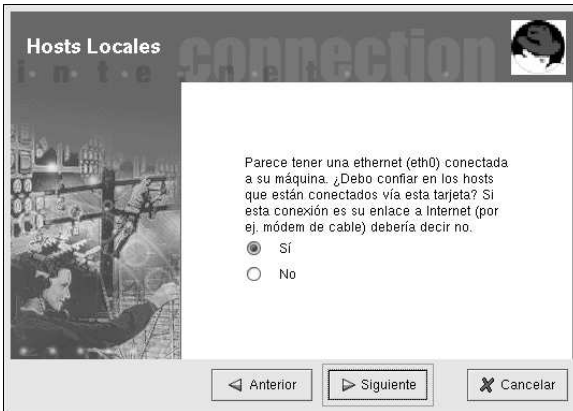 Hosts Locales
connection
internet
Parece tener una ethernet (eth0) conectada
a su máquina. ¿Debo confiar en los hosts
que están conectados vía esta tarjeta? Si
esta conexión es su enlace a Internet (por
ej. módem de cable) debería decir no.
Sí
No
Anterior
Siguiente
Cancelar